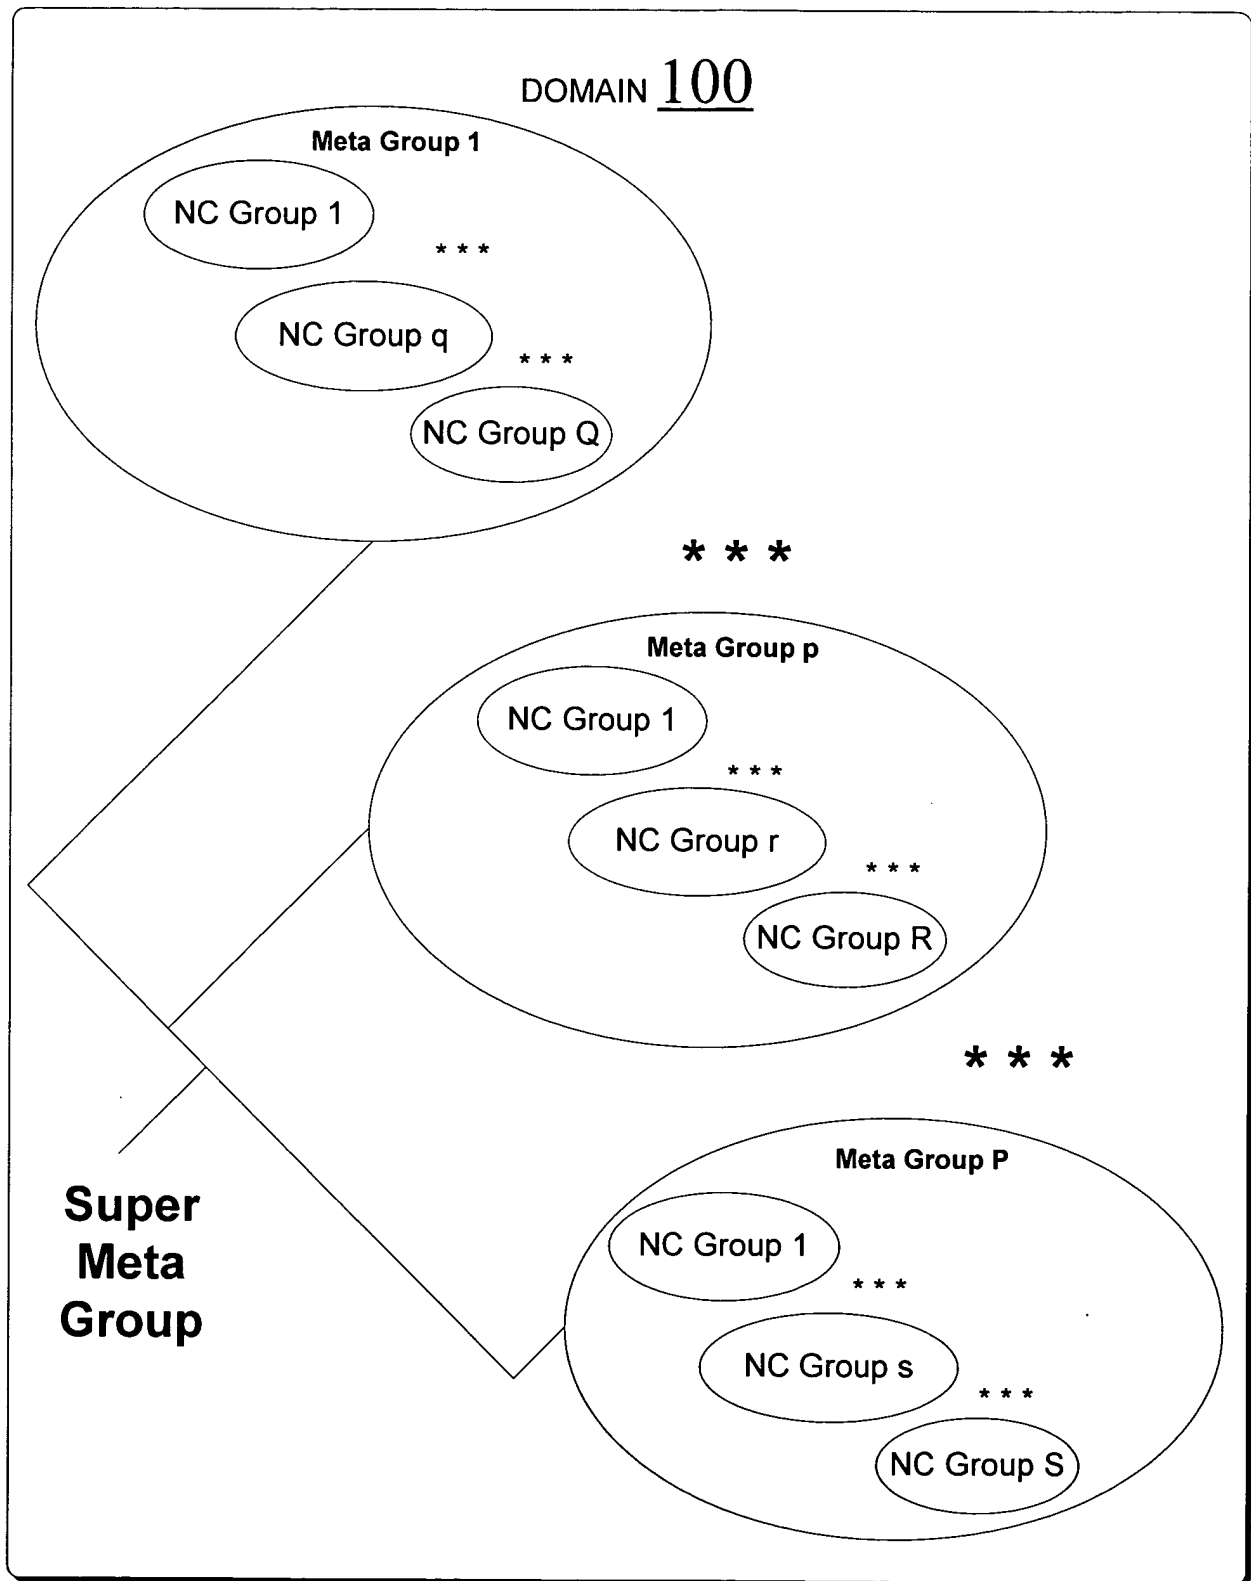 DOMAIN 100
Meta Group 1
NC Group 1
* * *
NC Group q
* * *
NC Group Q
* * *
Meta Group p
NC Group 1
* * *
NC Group r
* * *
NC Group R
* * *
Meta Group P
Super
Meta
Group
NC Group 1
* * *
NC Group s
* * *
NC Group S